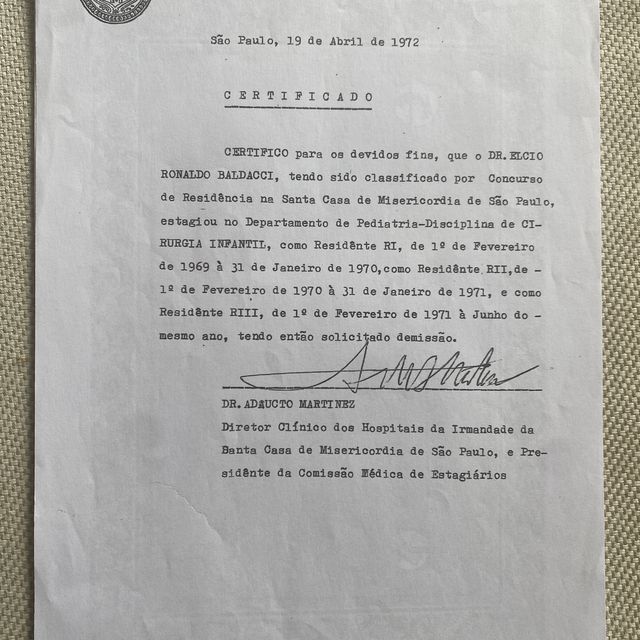 São Paulo, 19 de Abril de 1972
CERTIFICADO
CERTIFICO para os devidos fins, que o DR. ELCIO
RONALDO BALDACCI, tendo sido classificado por Concurso
de Residência na Santa Casa de Misericordia de São Paulo,
estagiou no Departamento de Pediatria-Disciplina de CI-
RURGIA INFANTIL, como Residênte RI, de 1º de Fevereiro
de 1969 à 31 de Janeiro de 1970, como Residênte RII, de -
1º de Fevereiro de 1970 à 31 de Janeiro de 1971, e como
Residênte RIII, de 1º de Fevereiro de 1971 à Junho do -
mesmo ano, tendo então solicitado demissão.
DR. ADAUCTO MARTINEZ
Diretor Clínico dos Hospitais da Irmandade da
Santa Casa de Misericordia de São Paulo, e Pre-
sidênte da Comissão Médica de Estagiários